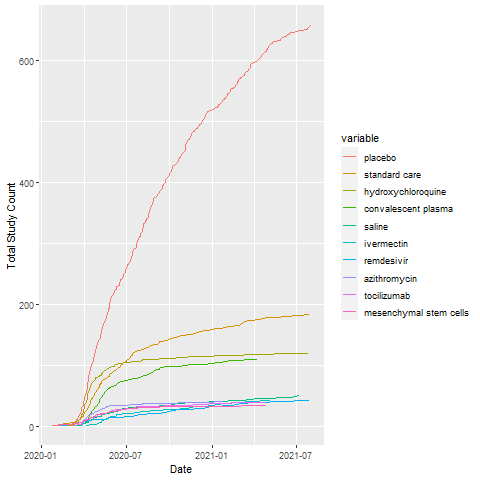 600
400
200
0
Total Study Count
2020-01
2020-07
2021-01
2021-07
Date
variable
placebo
standard care
hydroxychloroquine
convalescent plasma
saline
ivermectin
remdesivir
azithromycin
tocilizumab
mesenchymal stem cells